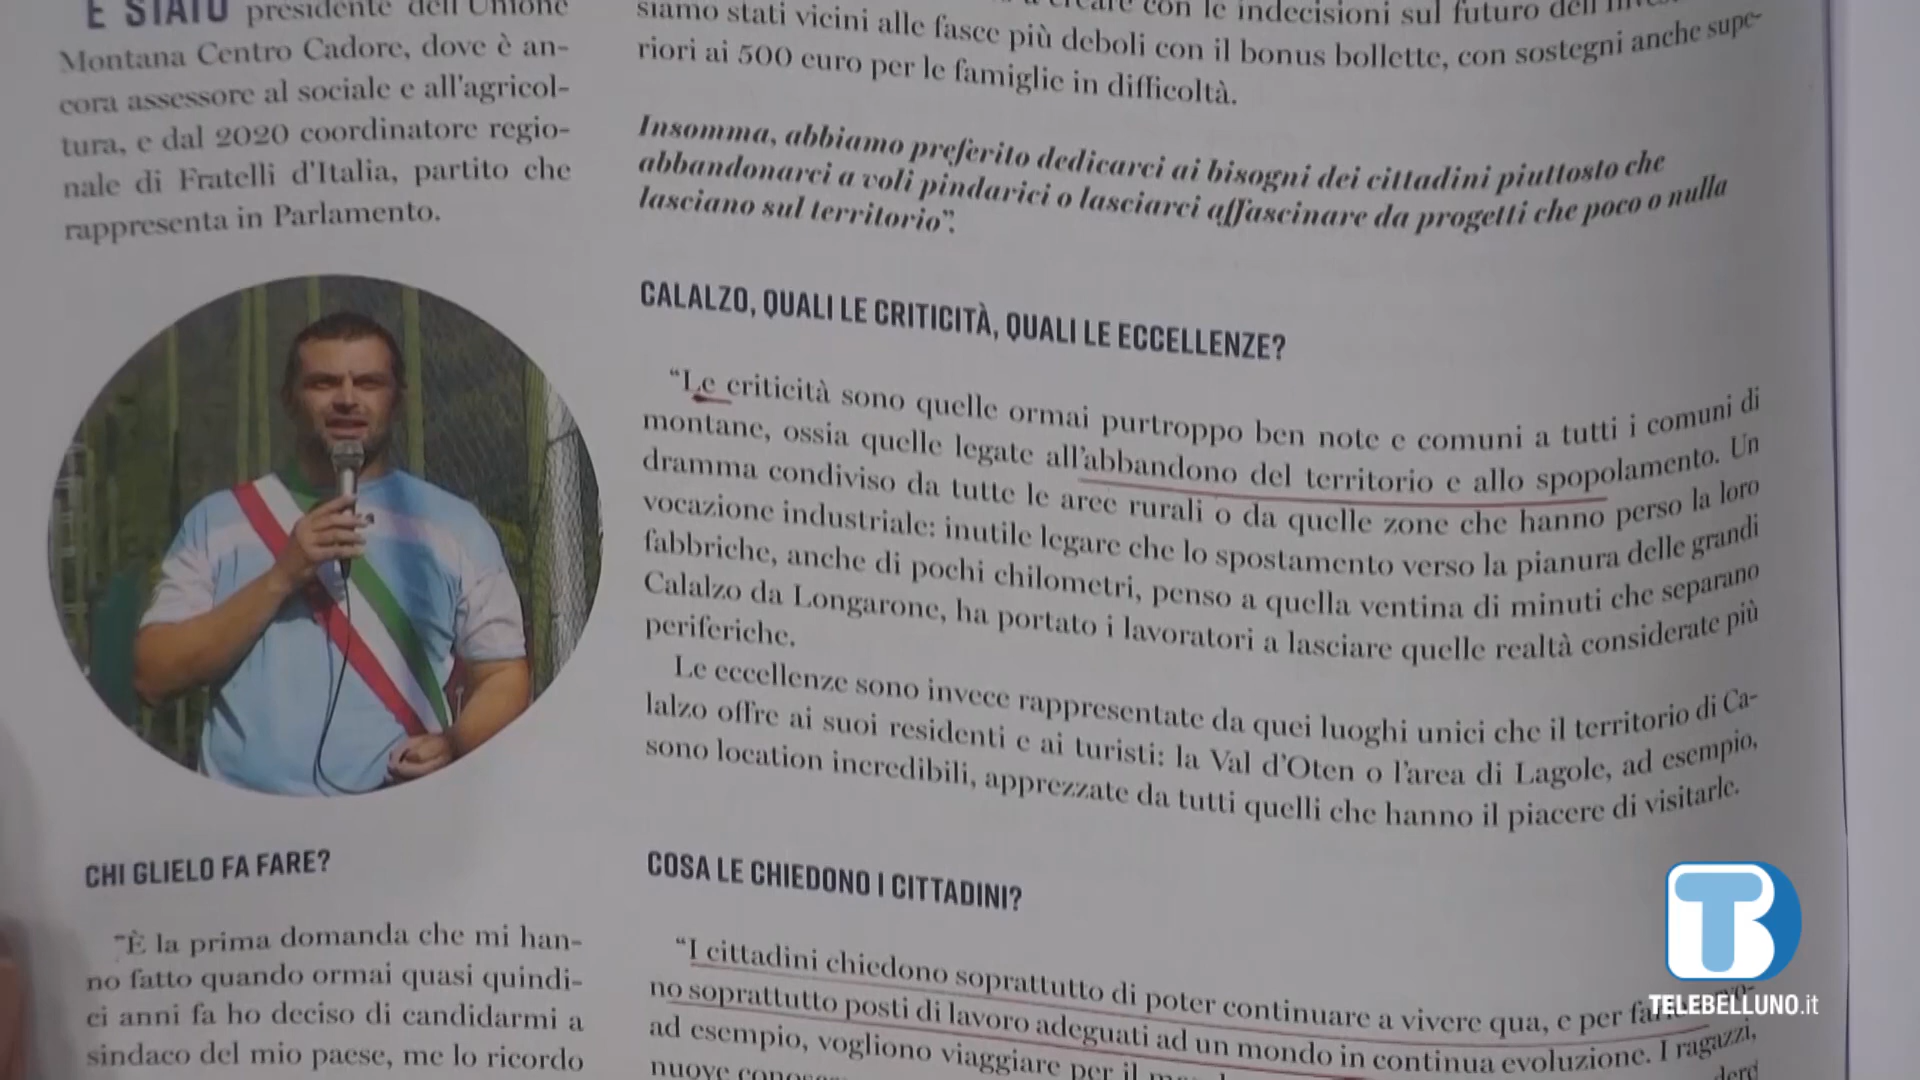 È STATO presidente dell'Unione
Montana Centro Cadore, dove è an-
cora assessore al sociale e all'agricol-
tura, e dal 2020 coordinatore regio-
nale di Fratelli d'Italia, partito che
rappresenta in Parlamento.
CHI GLIELO FA FARE?
"È la prima domanda che mi han-
no fatto quando ormai quasi quindi-
ci anni fa ho deciso di candidarmi a
sindaco del mio paese, me lo ricordo
con le indecisioni sul futuro
siamo stati vicini alle fasce più deboli con il bonus bollette, con sostegni anche supe-
riori ai 500 euro per le famiglie in difficoltà.
Insomma, abbiamo preferito dedicarci ai bisogni dei cittadini piuttosto che
abbandonarci a voli pindarici o lasciarci affascinare da progetti che poco o nulla
lasciano sul territorio".
CALALZO, QUALI LE CRITICITÀ, QUALI LE ECCELLENZE?
"Le criticità sono quelle ormai purtroppo ben note e comuni a tutti i comuni di
montane, ossia quelle legate all'abbandono del territorio e allo spopolamento. Un
dramma condiviso da tutte le aree rurali o da quelle zone che hanno perso la loro
vocazione industriale: inutile legare che lo spostamento verso la pianura delle grandi
fabbriche, anche di pochi chilometri, penso a quella ventina di minuti che separano
Calalzo da Longarone, ha portato i lavoratori a lasciare quelle realtà considerate più
periferiche.
Le eccellenze sono invece rappresentate da quei luoghi unici che il territorio di Ca-
lalzo offre ai suoi residenti e ai turisti: la Val d'Oten o l'area di Lagole, ad esempio,
sono location incredibili, apprezzate da tutti quelli che hanno il piacere di visitarle.
COSA LE CHIEDONO I CITTADINI?
"I cittadini chiedono soprattutto di poter continuare a vivere qua, e per
no soprattutto posti di lavoro adeguati ad un mondo in continua evoluzione. I ragazzi,
ad esempio, vogliono viaggiare per il
nuove
TB
TELEBELLUNO.it